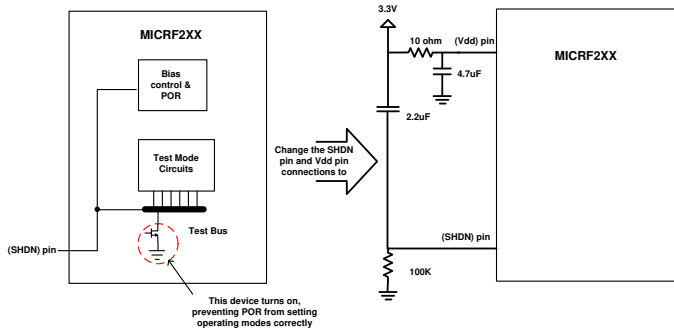 MICRF2XX
Bias
control &
POR
Test Mode
Circuits
Test Bus
(SHDN) pin
This device turns on,
preventing POR from setting
operating modes correctly
Change the SHDN
pin and Vdd pin
connections to
3.3V
10 ohm
(Vdd) pin
4.7uF
2.2uF
MICRF2XX
(SHDN) pin
100K